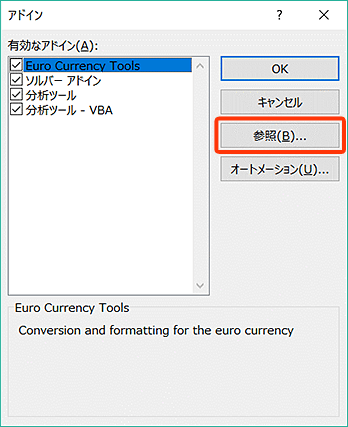 アドイン
有効なアドイン(A):
Euro Currency Tools
ソルバー アドイン
分析ツール
分析ツール - VBA
OK
キャンセル
参照(B)...
オートメーション(U)...
Euro Currency Tools
Conversion and formatting for the euro currency